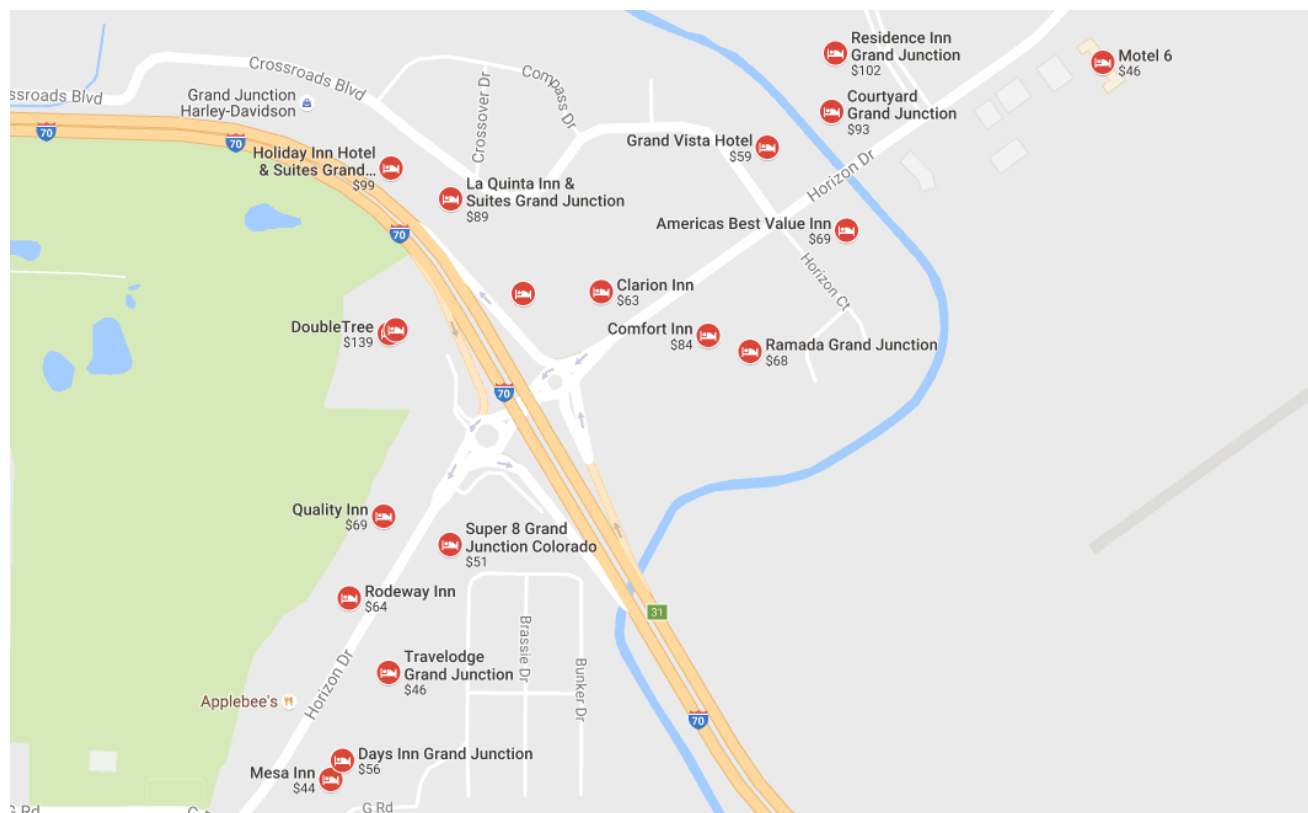 Residence Inn
Grand Junction
$102
Motel 6
$46
Crossroads Blvd
ssroads Blvd
Compass Dr
Crossover Dr
Grand Junction
Harley-Davidson
Courtyard
Grand Junction
$93
70
70
Grand Vista Hotel
$59
Holiday Inn Hotel
& Suites Grand...
$99
Horizon Dr
La Quinta Inn &
Suites Grand Junction
$89
Americas Best Value Inn
$69
70
Horizon Ct
Clarion Inn
$63
DoubleTree
$139
Comfort Inn
$84
Ramada Grand Junction
$68
70
Quality Inn
$69
Super 8 Grand
Junction Colorado
$51
Rodeway Inn
$64
31
Brassie Dr
Travelodge
Grand Junction
$46
Bunker Dr
Horizon Dr
Applebee's
70
Days Inn Grand Junction
$56
Mesa Inn
$44
G Rd
G Rd